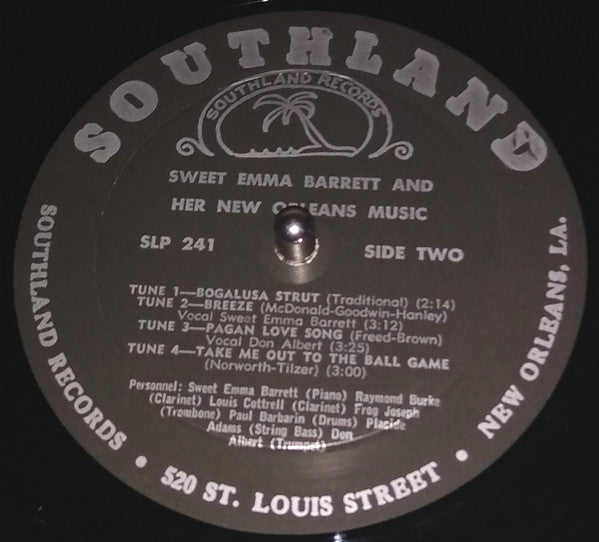 SOUTHLAND
SOUTHLAND RECORDS
SWEET EMMA BARRETT AND
HER NEW ORLEANS MUSIC
SLP 241
SIDE TWO
TUNE 1—BOGALUSA STRUT (Traditional) (2:14)
TUNE 2—BREEZE (McDonald-Goodwin-Hanley)
Vocal Sweet Emma Barrett (3:12)
TUNE 3—PAGAN LOVE SONG (Freed-Brown)
Vocal Don Albert (3:25)
TUNE 4—TAKE ME OUT TO THE BALL GAME
(Norworth-Tilzer) (3:00)
Personnel: Sweet Emma Barrett (Piano) Raymond Burke
(Clarinet) Louis Cottrell (Clarinet) Frog Joseph
(Trombone) Paul Barbarin (Drums) Placide
Adams (String Bass) Don
Albert (Trumpet)
SOUTHLAND RECORDS • 520 ST. LOUIS STREET • NEW ORLEANS, LA.